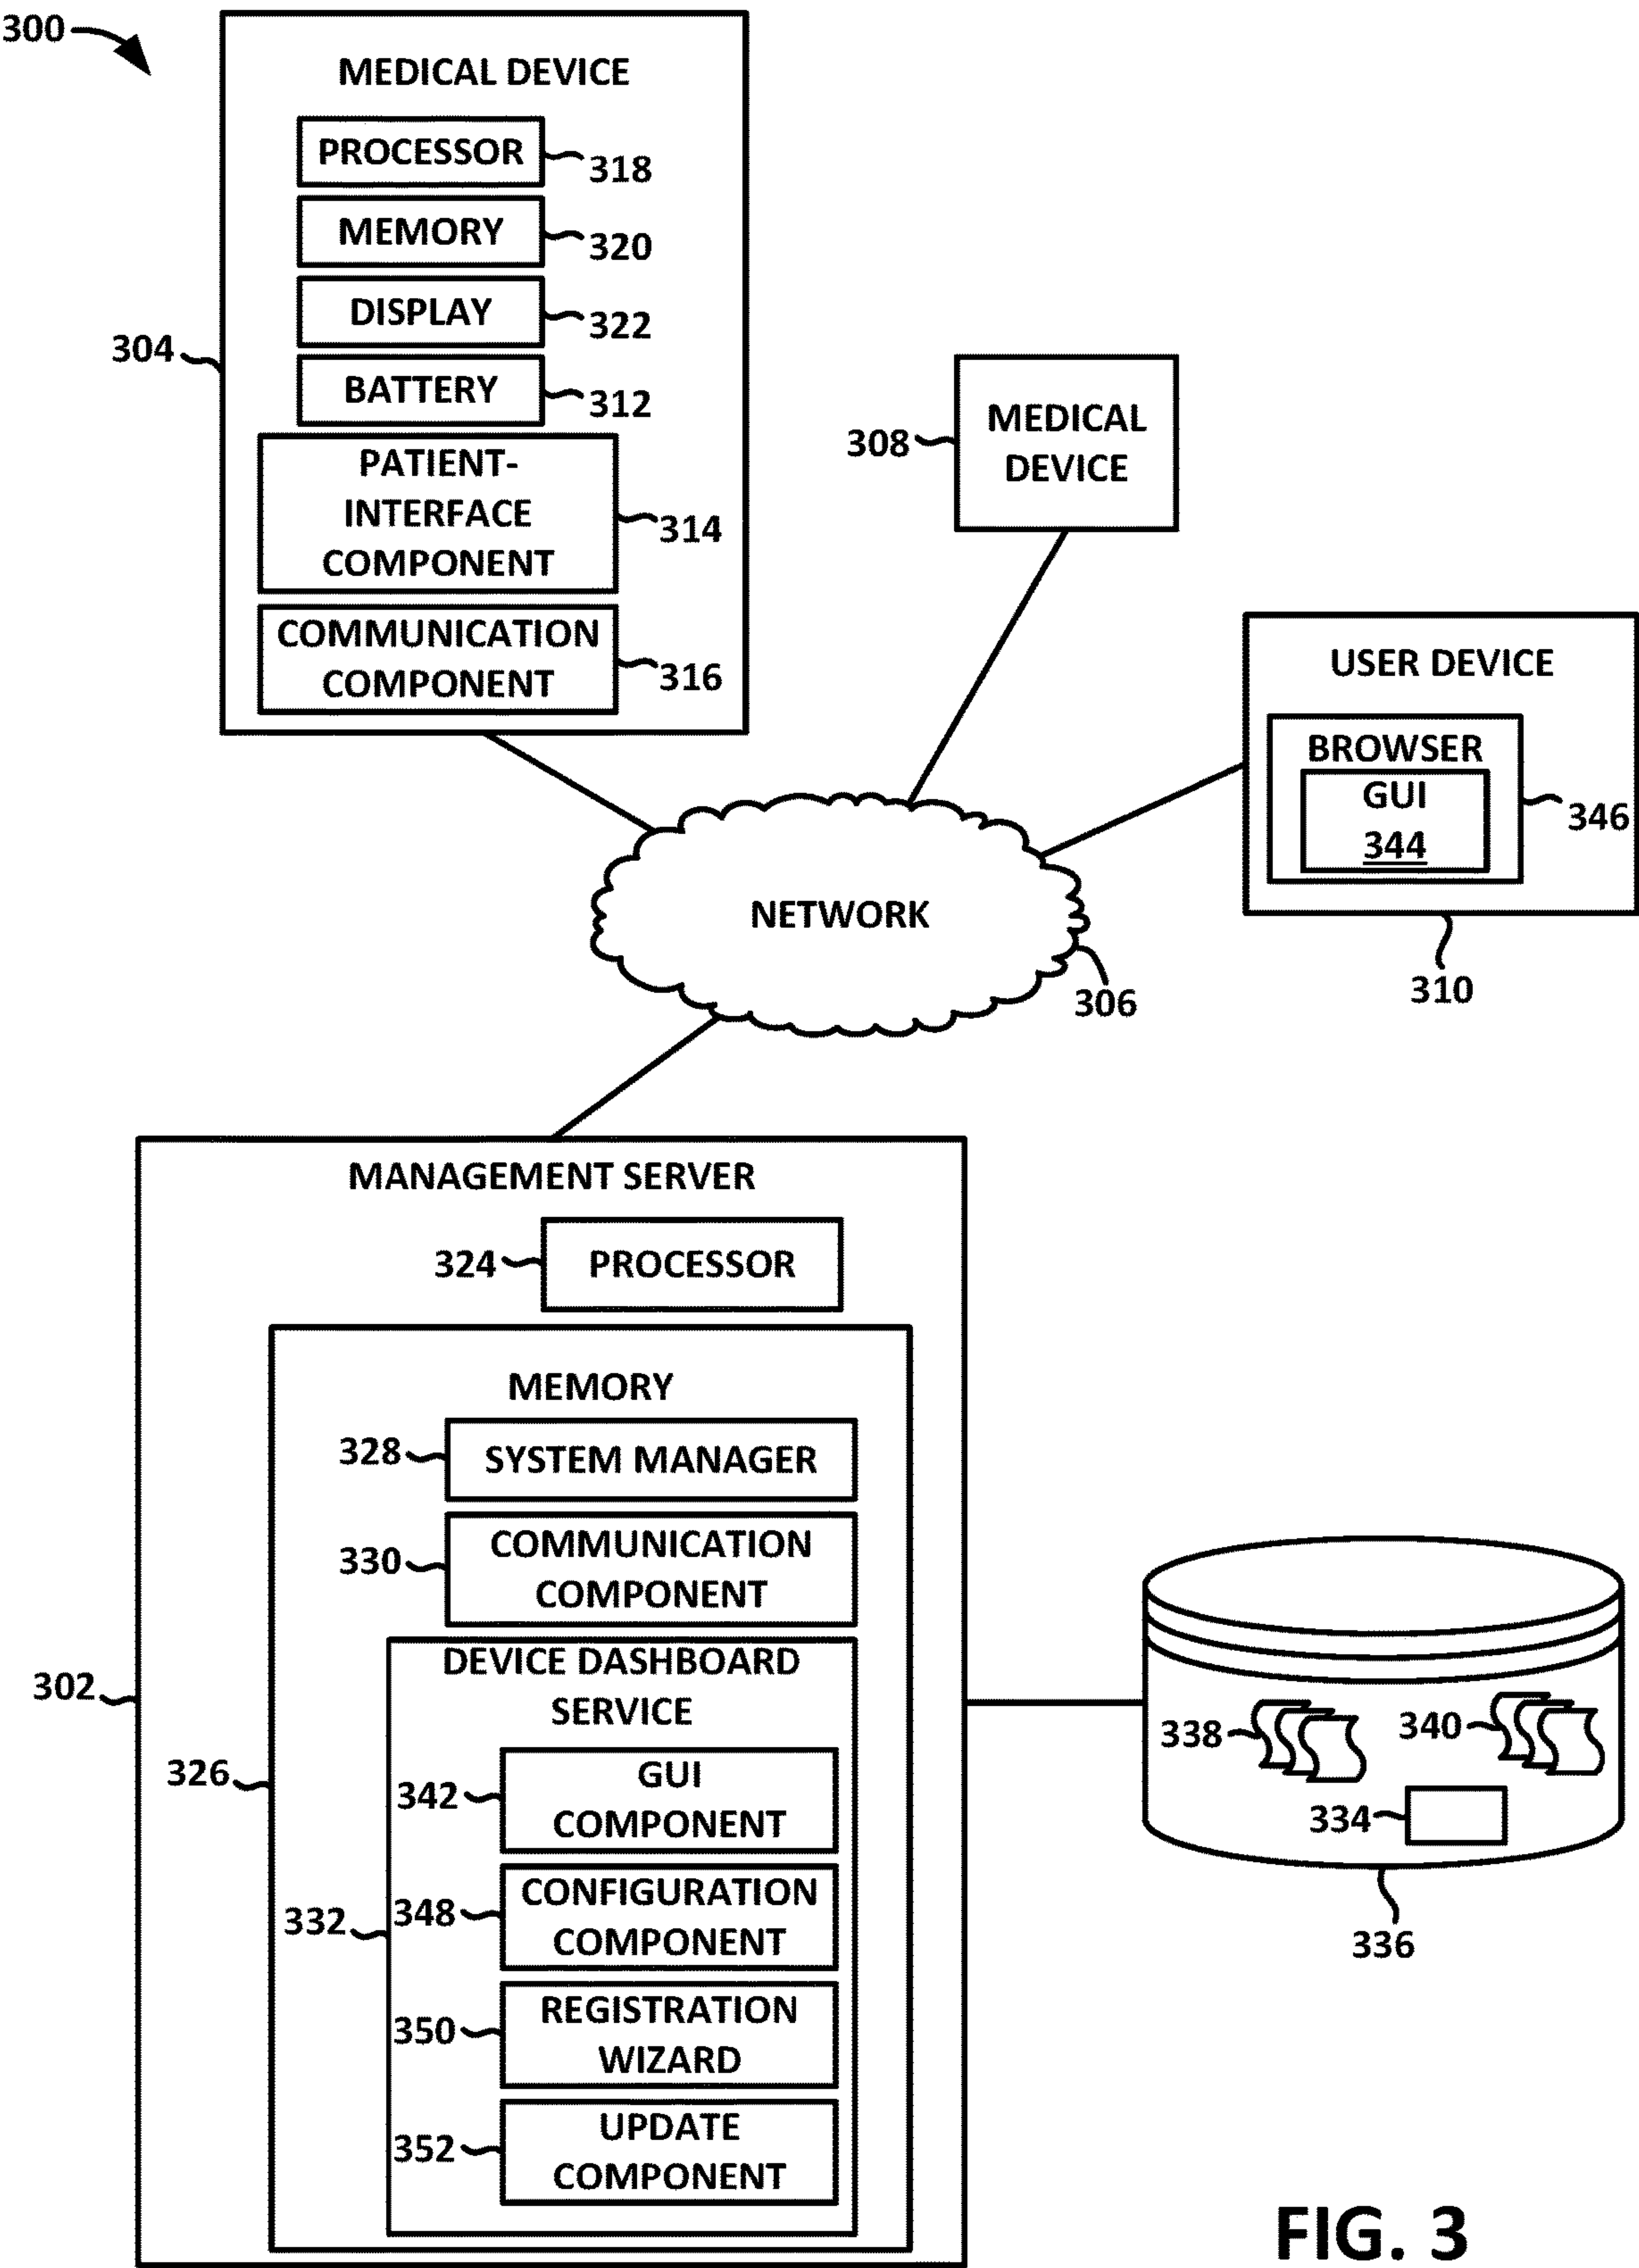 300
MEDICAL DEVICE
PROCESSOR
318
MEMORY
320
DISPLAY
322
304
BATTERY
312
PATIENT-
INTERFACE
COMPONENT
314
COMMUNICATION
COMPONENT
316
308
MEDICAL
DEVICE
USER DEVICE
BROWSER
GUI
344
346
310
NETWORK
306
MANAGEMENT SERVER
324
PROCESSOR
MEMORY
328
SYSTEM MANAGER
330
COMMUNICATION
COMPONENT
302
DEVICE DASHBOARD
SERVICE
326
342
GUI
COMPONENT
332
348
CONFIGURATION
COMPONENT
350
REGISTRATION
WIZARD
352
UPDATE
COMPONENT
338
340
334
336
FIG. 3